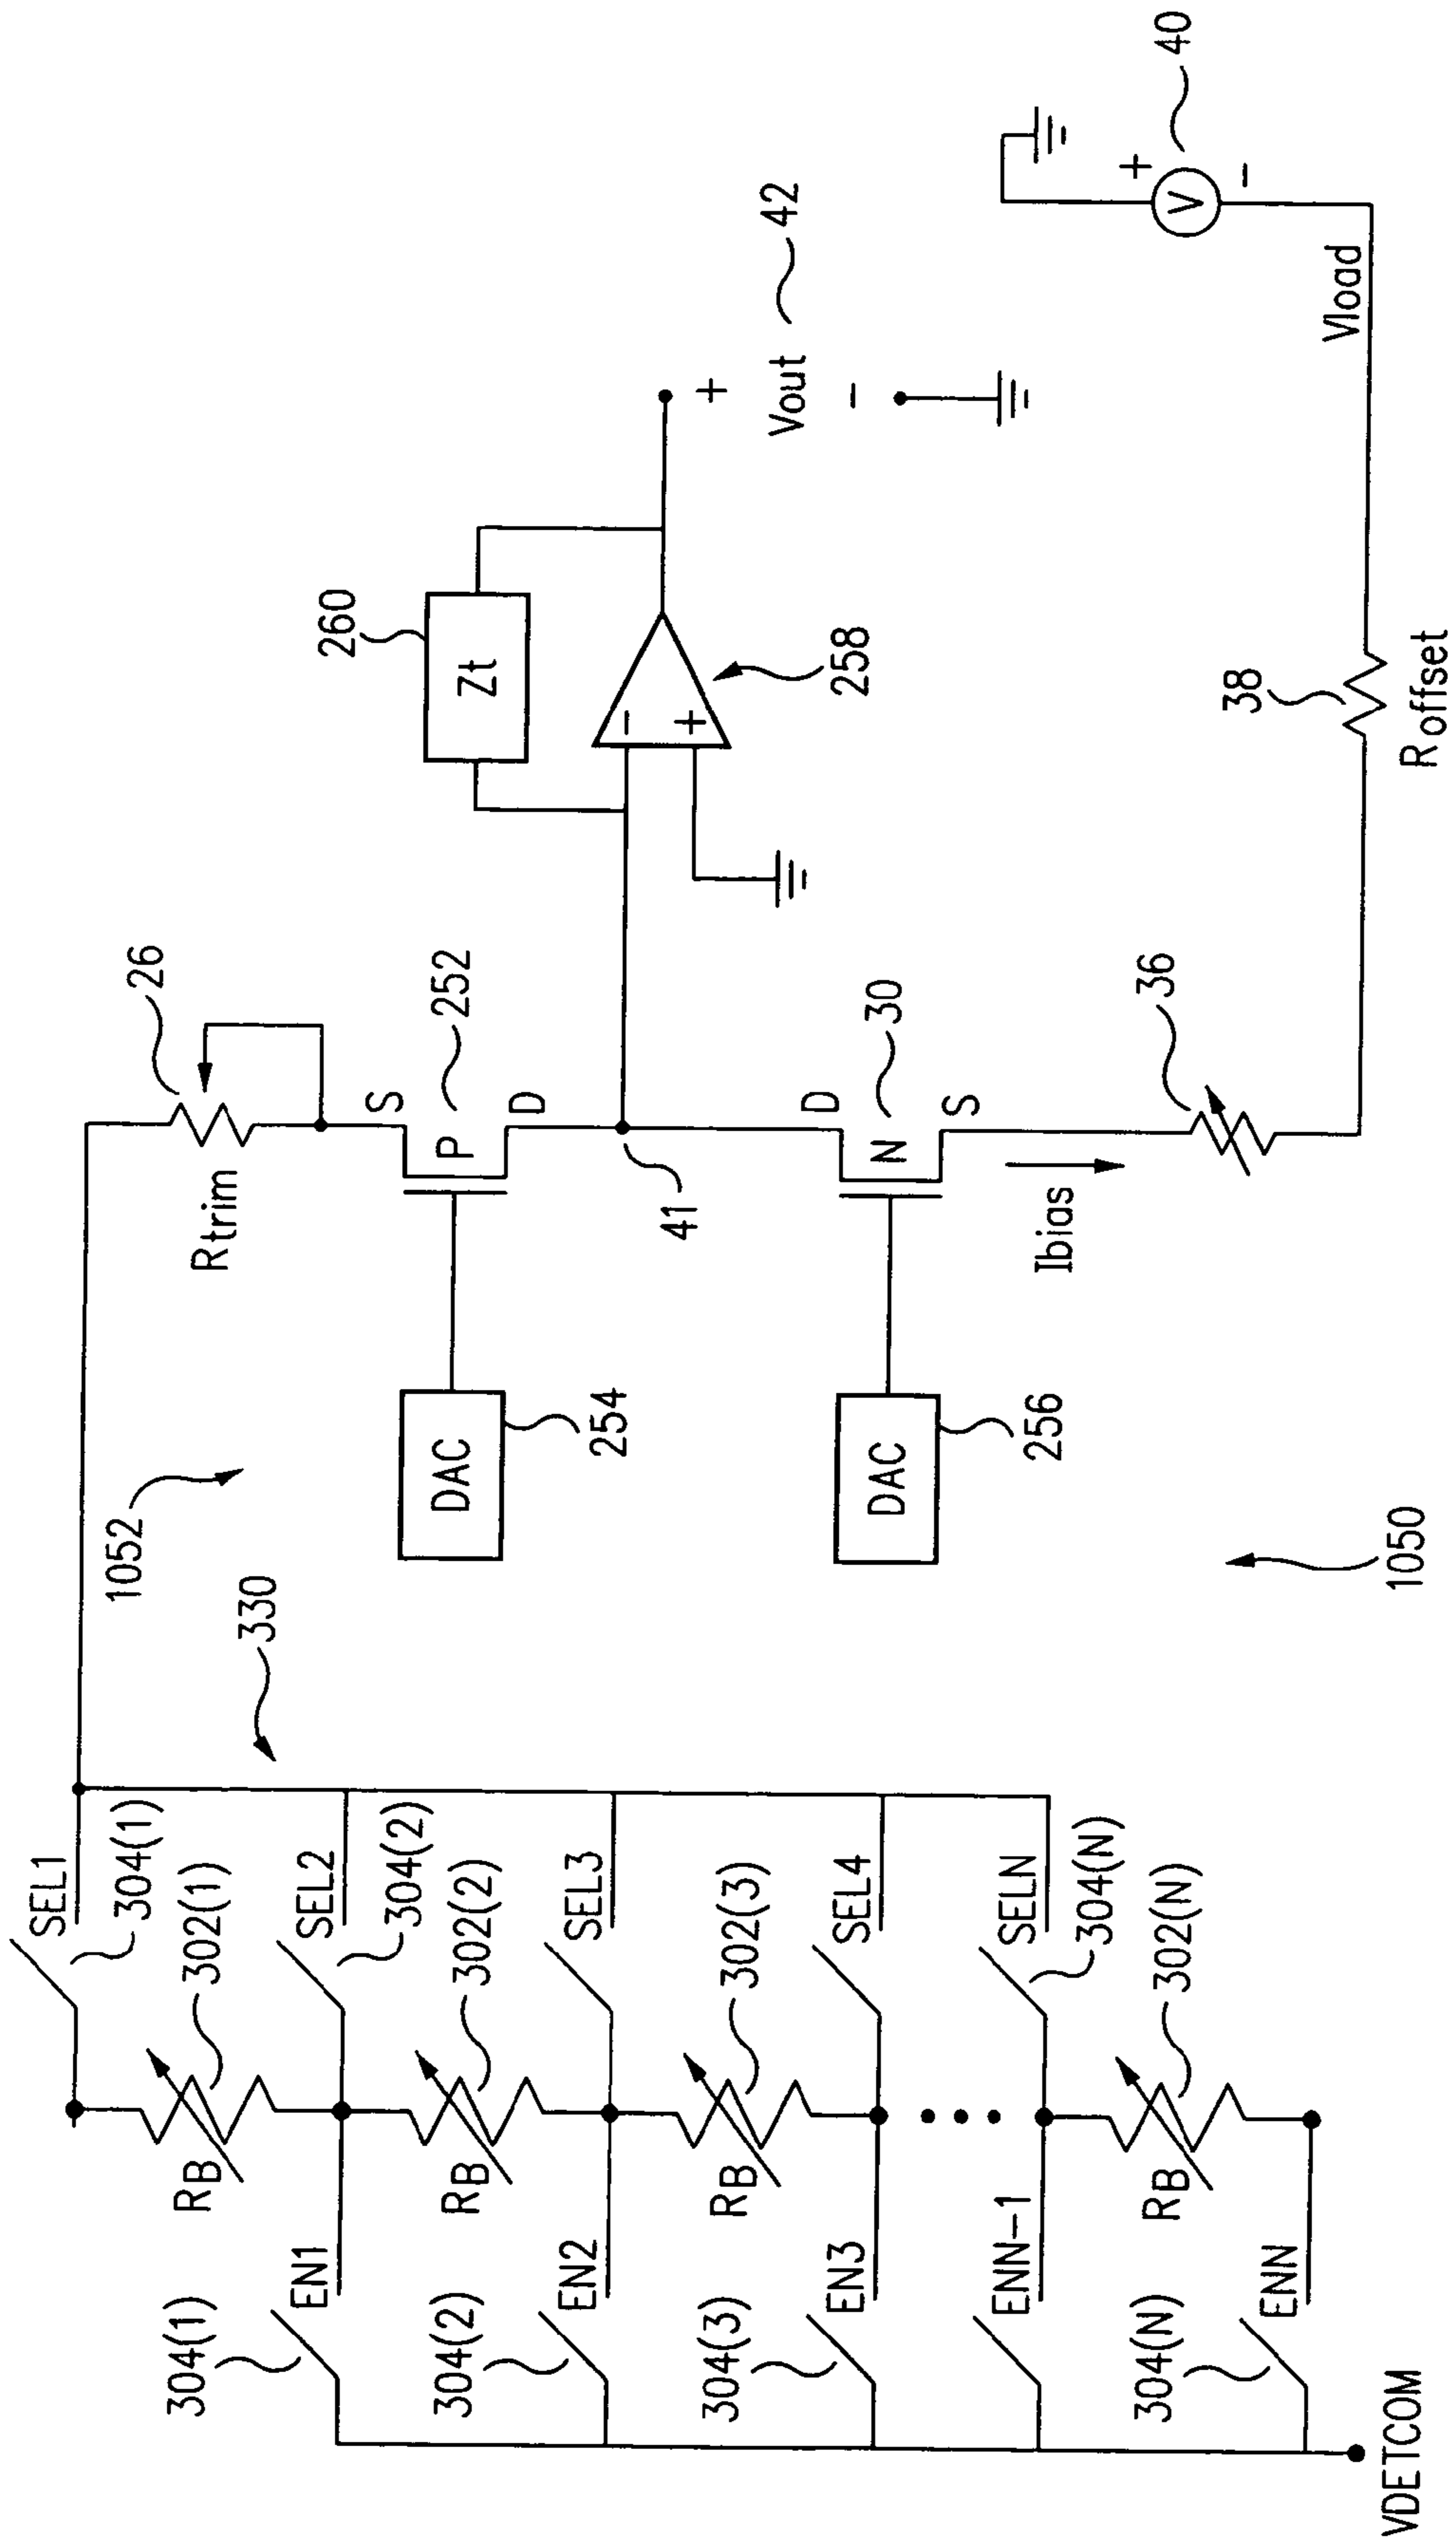 330
1052
SEL1
304(1)
302(1)
RB
304(1)
EN1
SEL2
304(2)
302(2)
RB
304(2)
EN2
SEL3
302(3)
RB
304(3)
EN3
SEL4
SELN
304(N)
302(N)
RB
ENN-1
304(N)
ENN
VDETCOM
26
Rtrim
S
252
P
D
DAC
254
41
D
30
N
S
DAC
256
Ibias
36
1050
260
Zt
-
+
258
+
Vout
-
42
38
Roffset
Vload
+
V
-
40